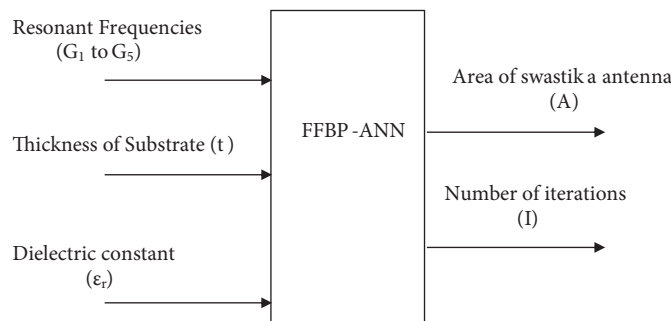 Resonant Frequencies
(G₁ to G₅)
Thickness of Substrate (t)
Dielectric constant
(εᵣ)
FFBP-ANN
Area of swastika antenna
(A)
Number of iterations
(I)